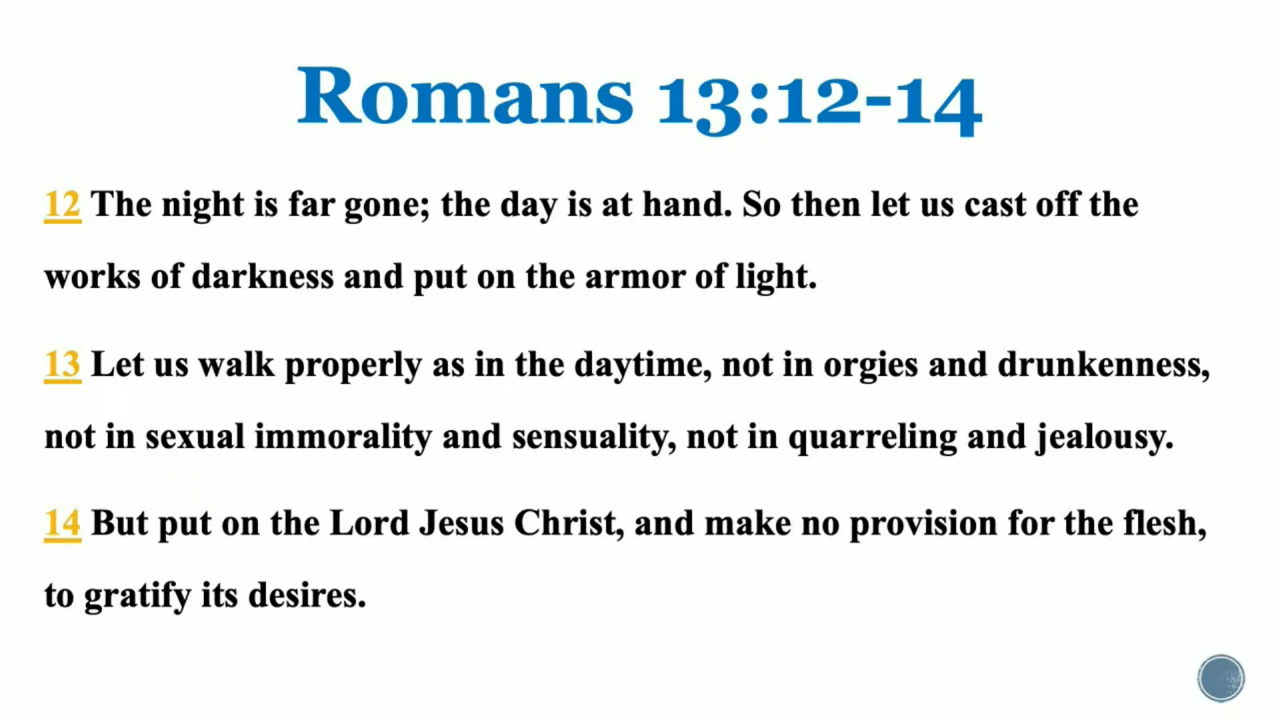 Romans 13:12-14
12 The night is far gone; the day is at hand. So then let us cast off the
works of darkness and put on the armor of light.
13 Let us walk properly as in the daytime, not in orgies and drunkenness,
not in sexual immorality and sensuality, not in quarreling and jealousy.
14 But put on the Lord Jesus Christ, and make no provision for the flesh,
to gratify its desires.